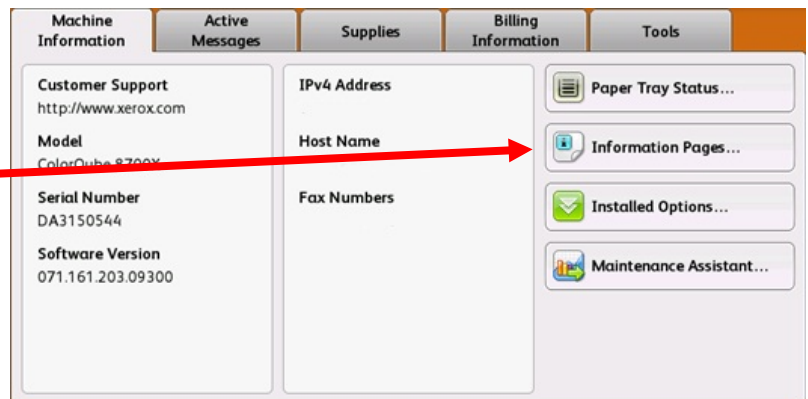 Machine Information
Active Messages
Supplies
Billing Information
Tools
Customer Support
http://www.xerox.com
Model
ColorQube 8700X
Serial Number
DA3150544
Software Version
071.161.203.09300
IPv4 Address
Host Name
Fax Numbers
Paper Tray Status...
Information Pages...
Installed Options...
Maintenance Assistant...